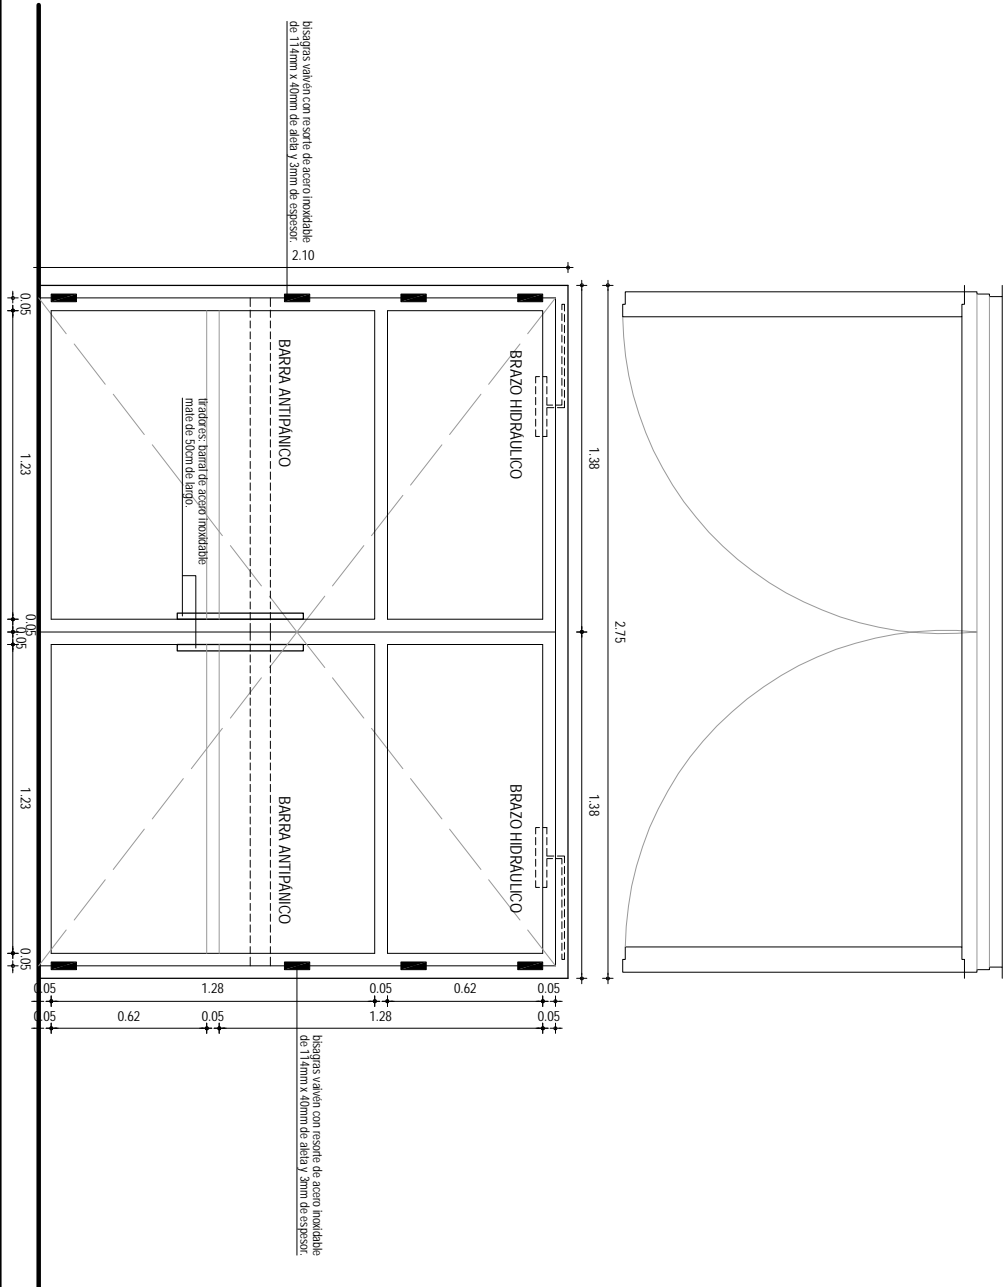 2.75
1.38
1.38
BRAZO HIDRÁULICO
BRAZO HIDRÁULICO
bisagras vaivén con resorte de acero inoxidable
de 114mm x 40mm de aleta y 3mm de espesor.
2.10
BARRA ANTIPÁNICO
BARRA ANTIPÁNICO
bisagras vaivén con resorte de acero inoxidable
de 114mm x 40mm de aleta y 3mm de espesor.
tiradores: barral de acero inoxidable
mate de 50cm de largo.
0.05
1.28
0.05
0.62
0.05
0.05
0.62
0.05
1.28
0.05
0.05
1.23
0.05
0.05
1.23
0.05